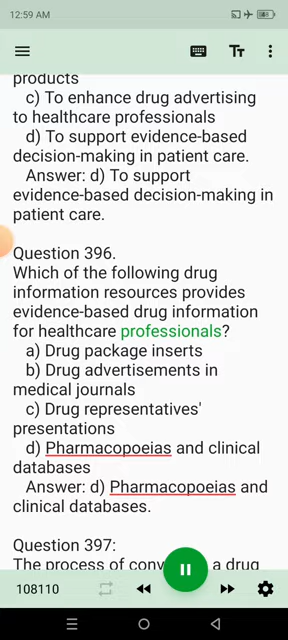 12:59 AM
products
c) To enhance drug advertising
to healthcare professionals
d) To support evidence-based
decision-making in patient care.
Answer: d) To support
evidence-based decision-making in
patient care.
Question 396.
Which of the following drug
information resources provides
evidence-based drug information
for healthcare professionals?
a) Drug package inserts
b) Drug advertisements in
medical journals
c) Drug representatives'
presentations
d) Pharmacopoeias and clinical
databases
Answer: d) Pharmacopoeias and
clinical databases.
Question 397:
The process of a drug
108110